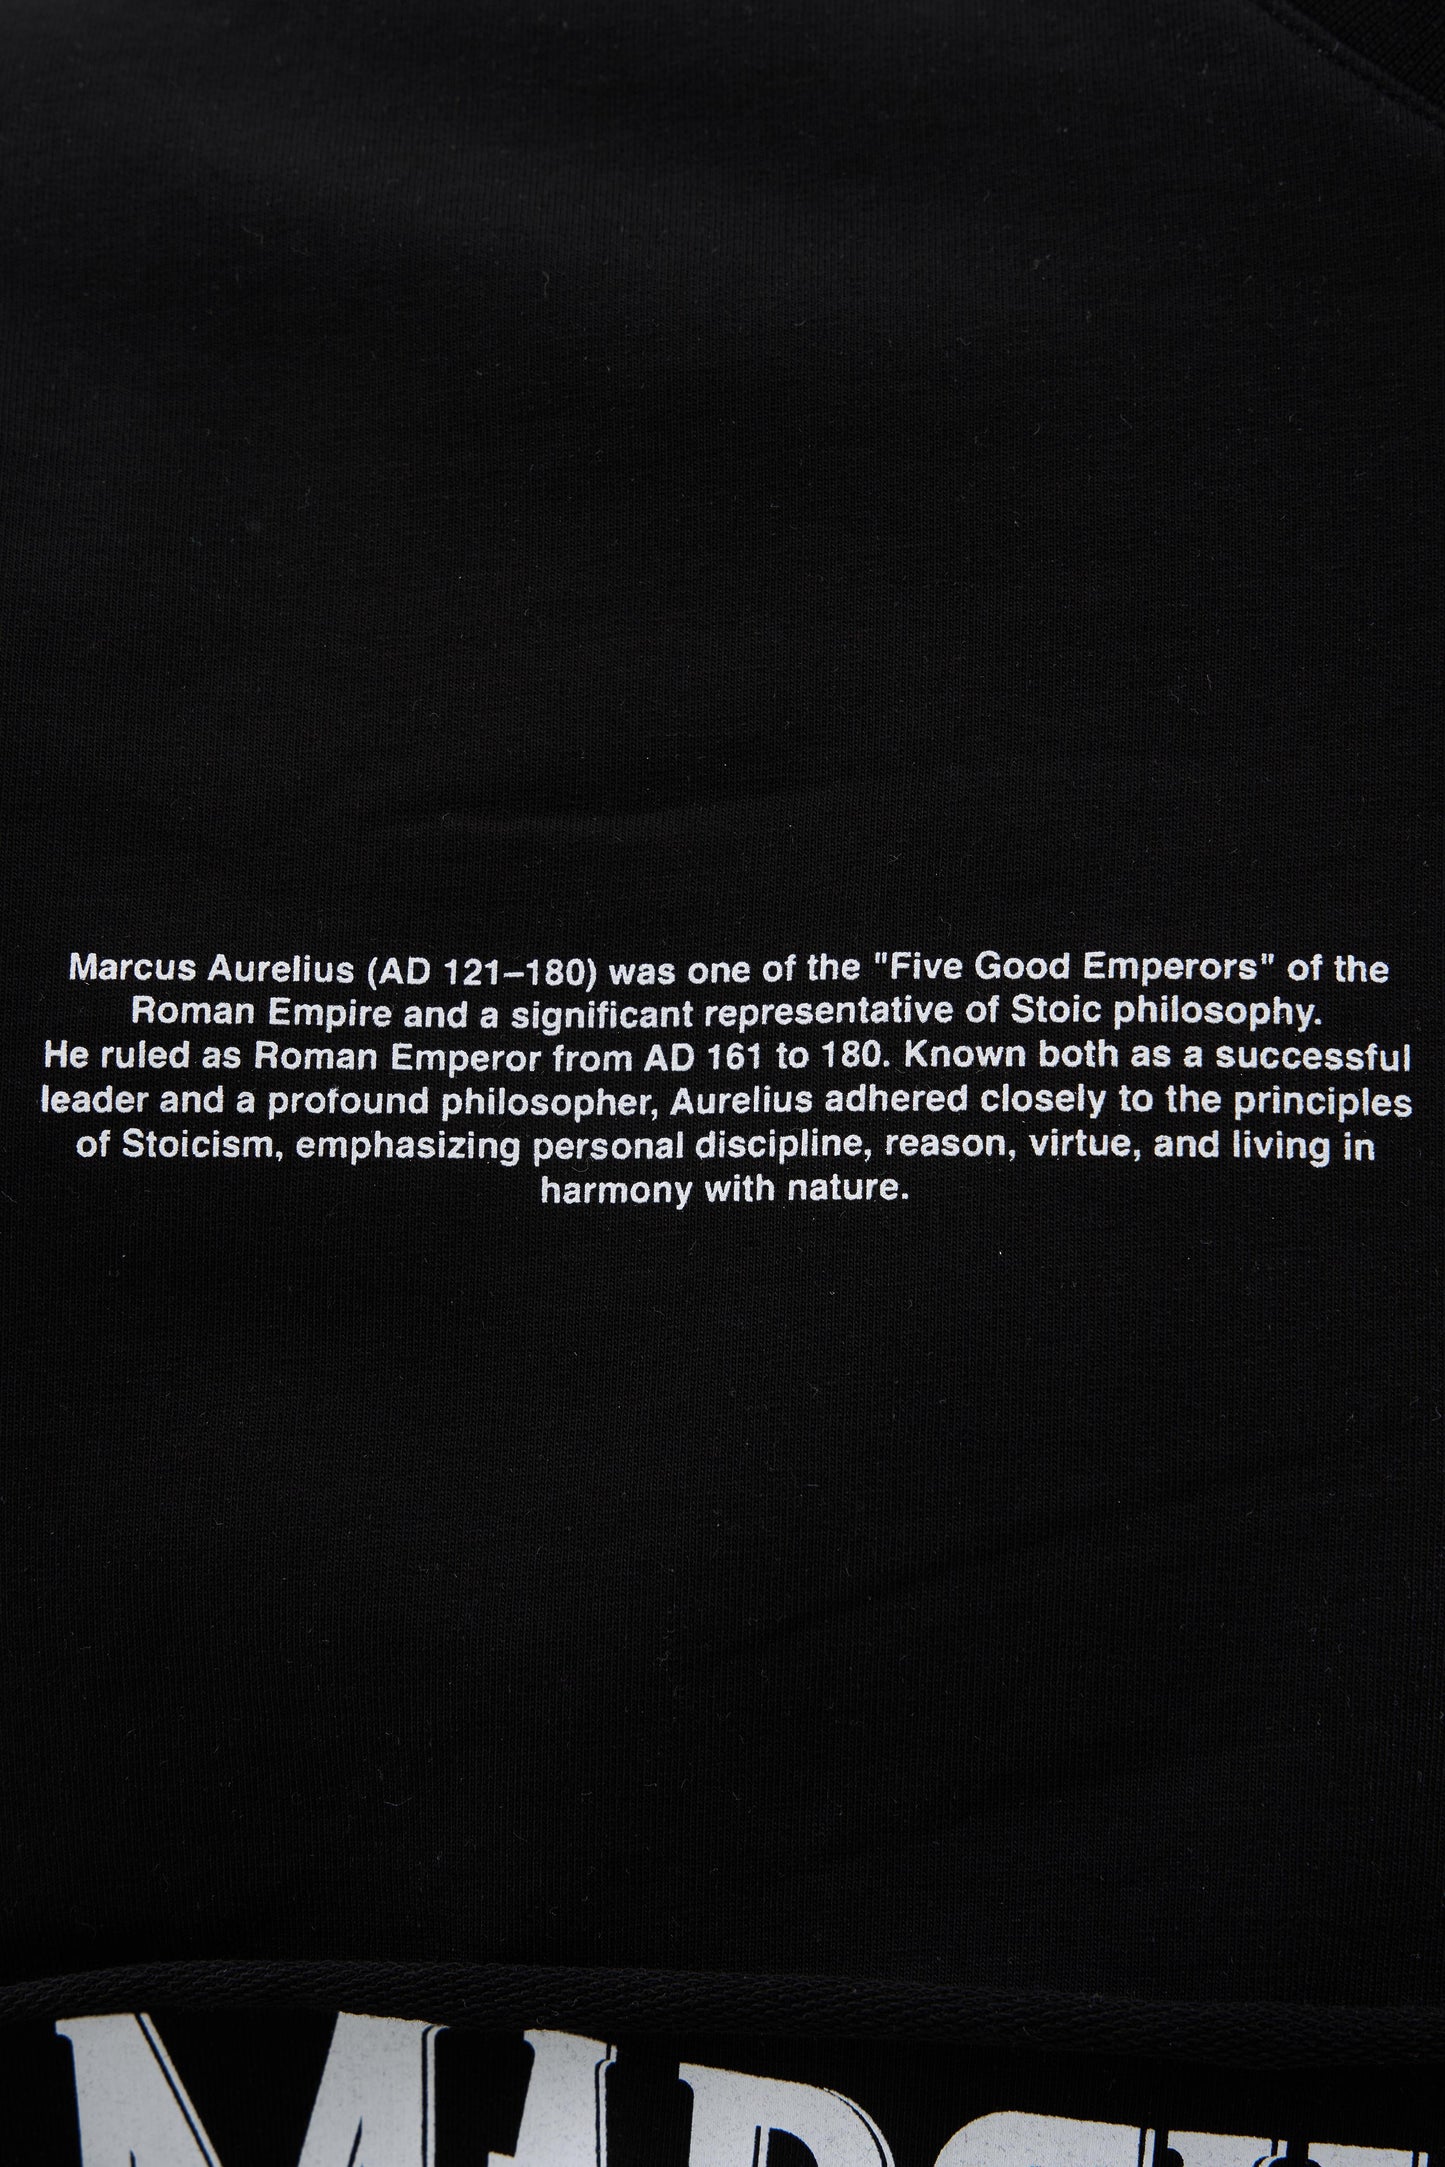 Marcus Aurelius (AD 121–180) was one of the "Five Good Emperors" of the
Roman Empire and a significant representative of Stoic philosophy.
He ruled as Roman Emperor from AD 161 to 180. Known both as a successful
leader and a profound philosopher, Aurelius adhered closely to the principles
of Stoicism, emphasizing personal discipline, reason, virtue, and living in
harmony with nature.